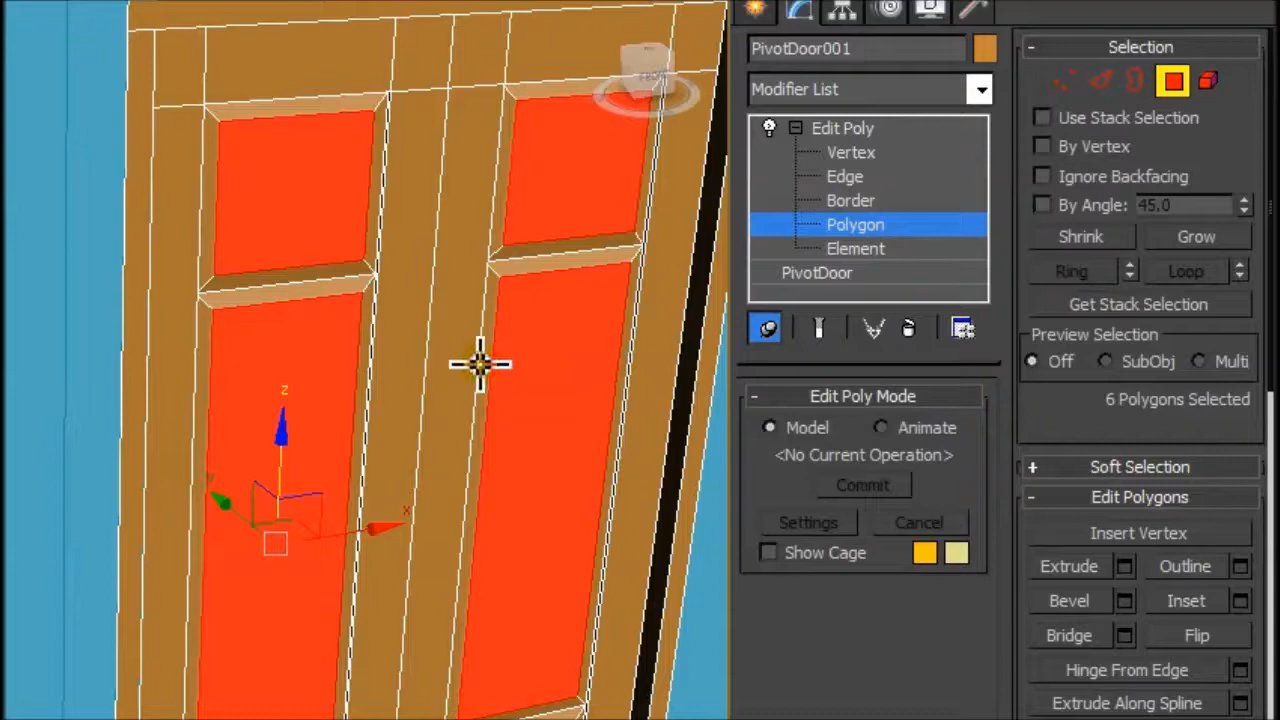 FRONT
z
x
PivotDoor001
Modifier List
Edit Poly
Vertex
Edge
Border
Polygon
Element
PivotDoor
- Edit Poly Mode
Model Animate
<No Current Operation>
Commit
Settings Cancel
Show Cage
- Selection
Use Stack Selection
By Vertex
Ignore Backfacing
By Angle: 45.0
Shrink Grow
Ring Loop
Get Stack Selection
Preview Selection
Off SubObj Multi
6 Polygons Selected
+ Soft Selection
- Edit Polygons
Insert Vertex
Extrude Outline
Bevel Inset
Bridge Flip
Hinge From Edge
Extrude Along Spline